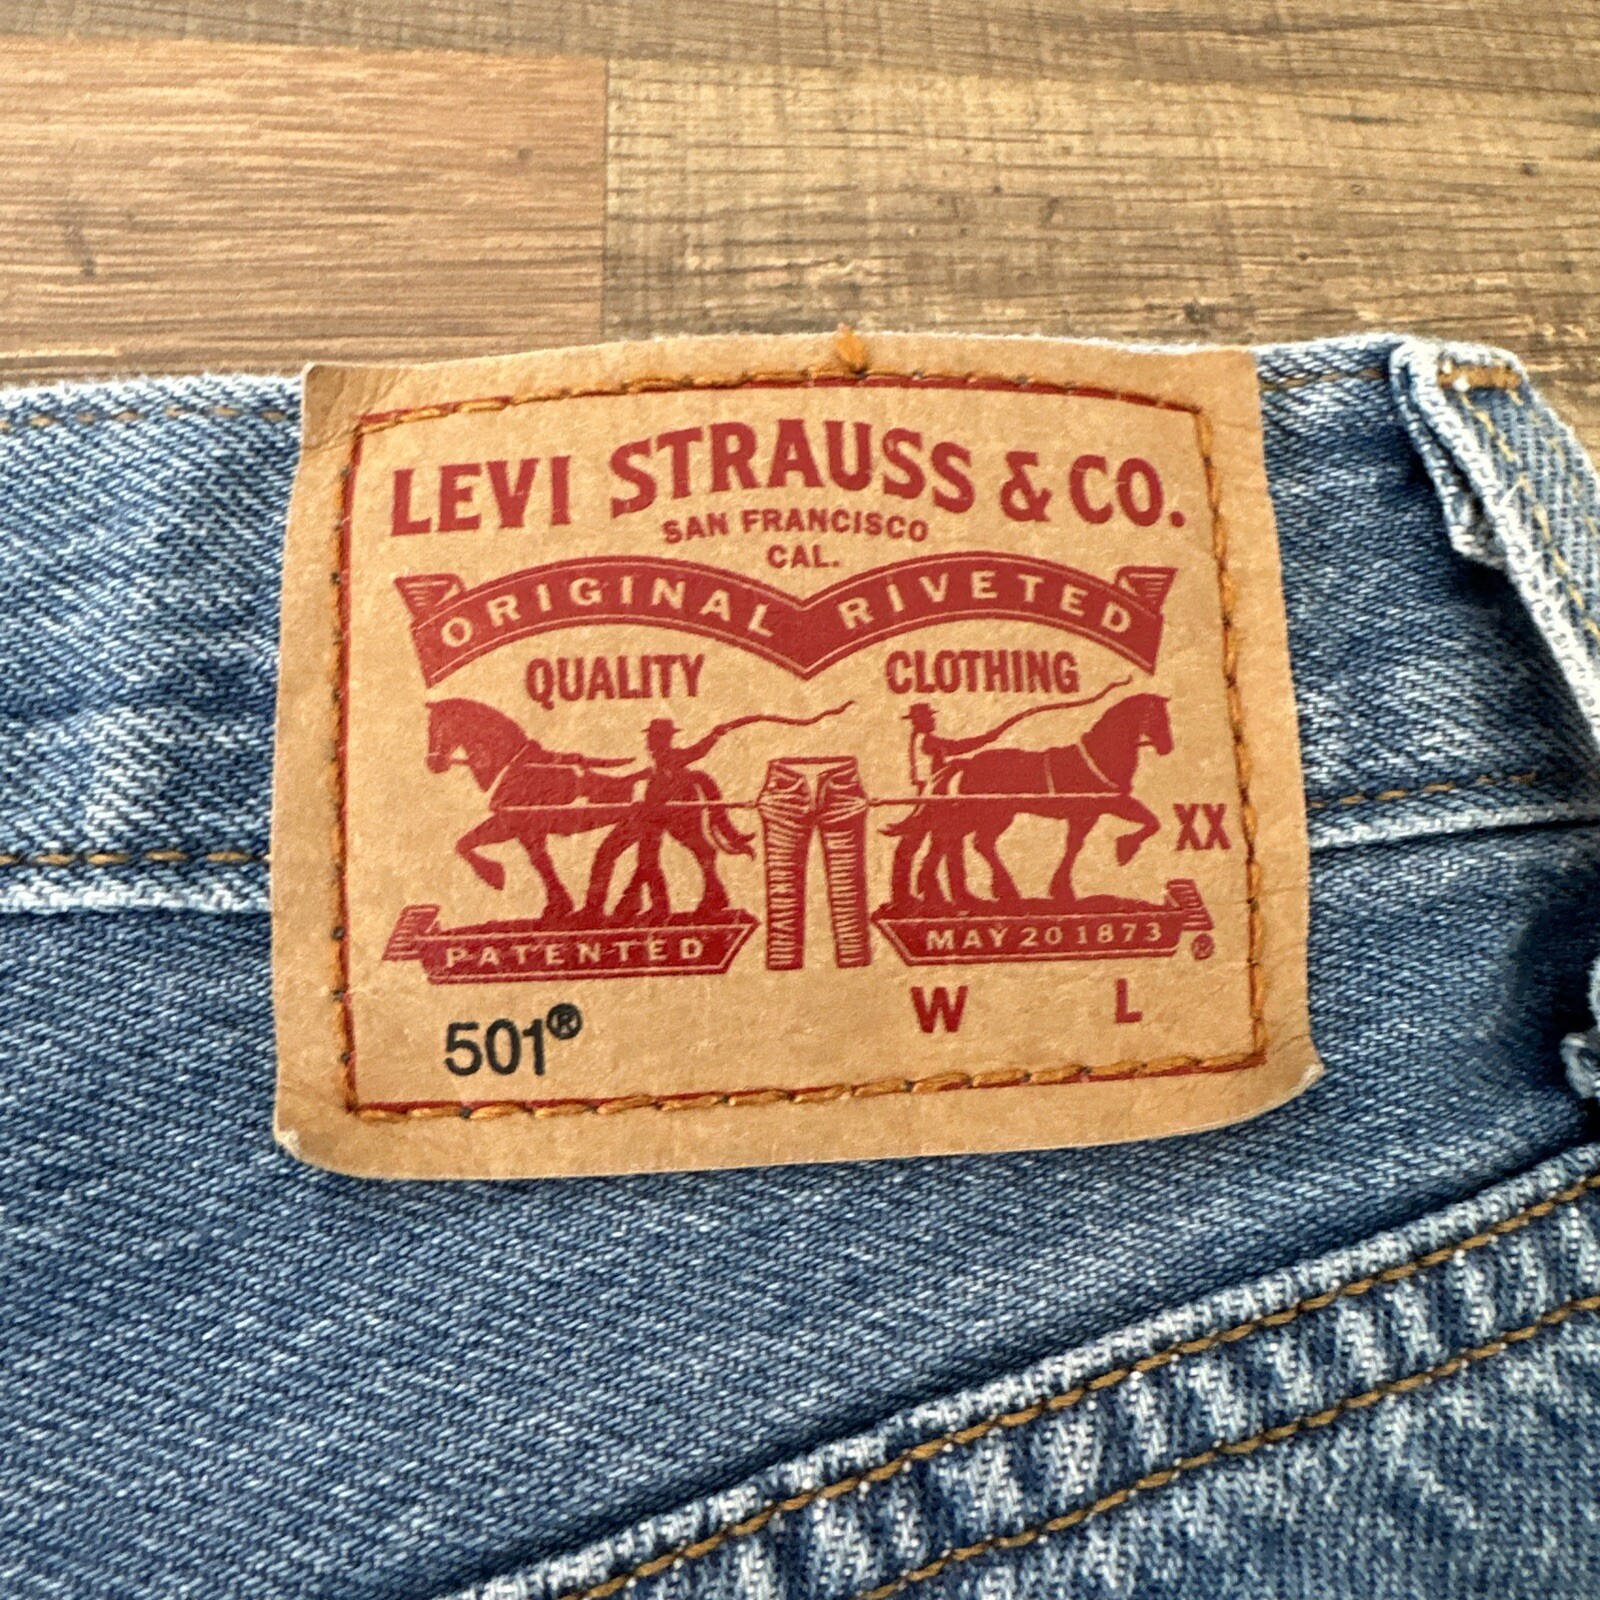 LEVI STRAUSS & CO.
SAN FRANCISCO
CAL.
ORIGINAL RIVETED
QUALITY CLOTHING
XX
PATENTED MAY 20 1873 ®
W L
501®